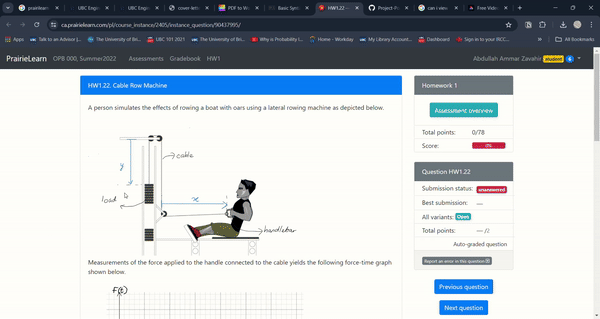 prairielearn
UBC Engin
UBC Engin
cover lett
PDF to W
Basic Sym
HW1.22
Project-P
can i view
Free Video
ca.prairielearn.com/pl/course_instance/2405/instance_question/90437995/
Apps
UBC
Talk to an Advisor |
The University of Bri
UBC 101 2021
The University of Bri
Why is Probability I
Home - Workday
UBC
My Library Account
Dashboard
Sign in to your IRCC
All Bookmarks
PrairieLearn
OPB 000, Summer2022
Assessments
Gradebook
HW1
Abdullah Ammar Zavahir
student
HW1.22. Cable Row Machine
A person simulates the effects of rowing a boat with oars using a lateral rowing machine as depicted below.
cable
y
load
x
handlebar
Measurements of the force applied to the handle connected to the cable yields the following force-time graph
shown below.
F(t)
Homework 1
Assessment overview
Total points: 0/78
Score:
Question HW1.22
Submission status: unanswered
Best submission: —
All variants: Open
Total points: — /2
Auto-graded question
Report an error in this question
Previous question
Next question